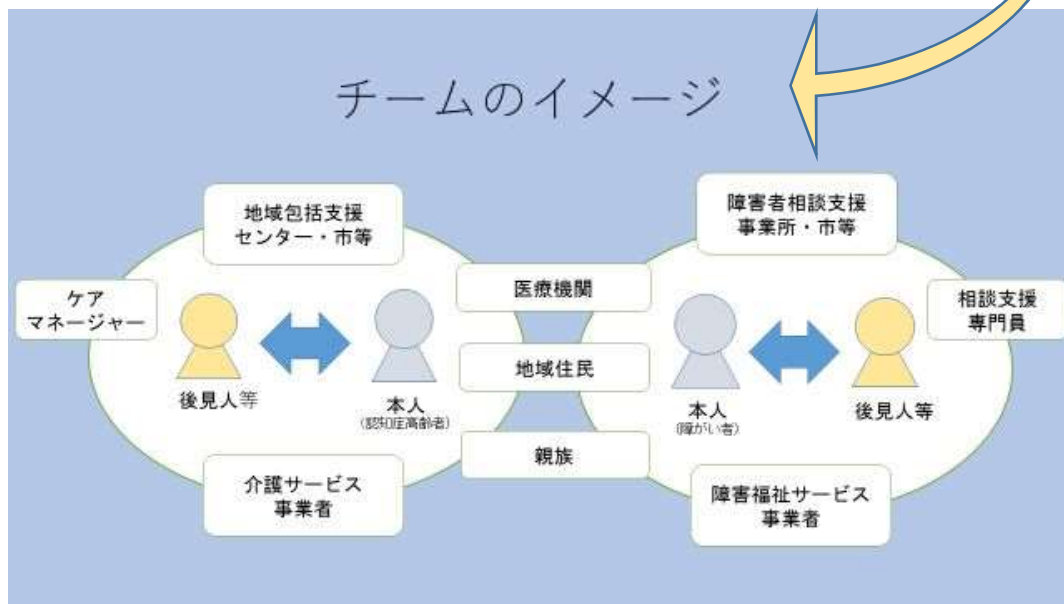 チームのイメージ
地域包括支援
センター・市等
ケア
マネージャー
後見人等
本人
(認知症高齢者)
介護サービス
事業者
医療機関
地域住民
親族
障害者相談支援
事業所・市等
相談支援
専門員
本人
(障がい者)
後見人等
障害福祉サービス
事業者